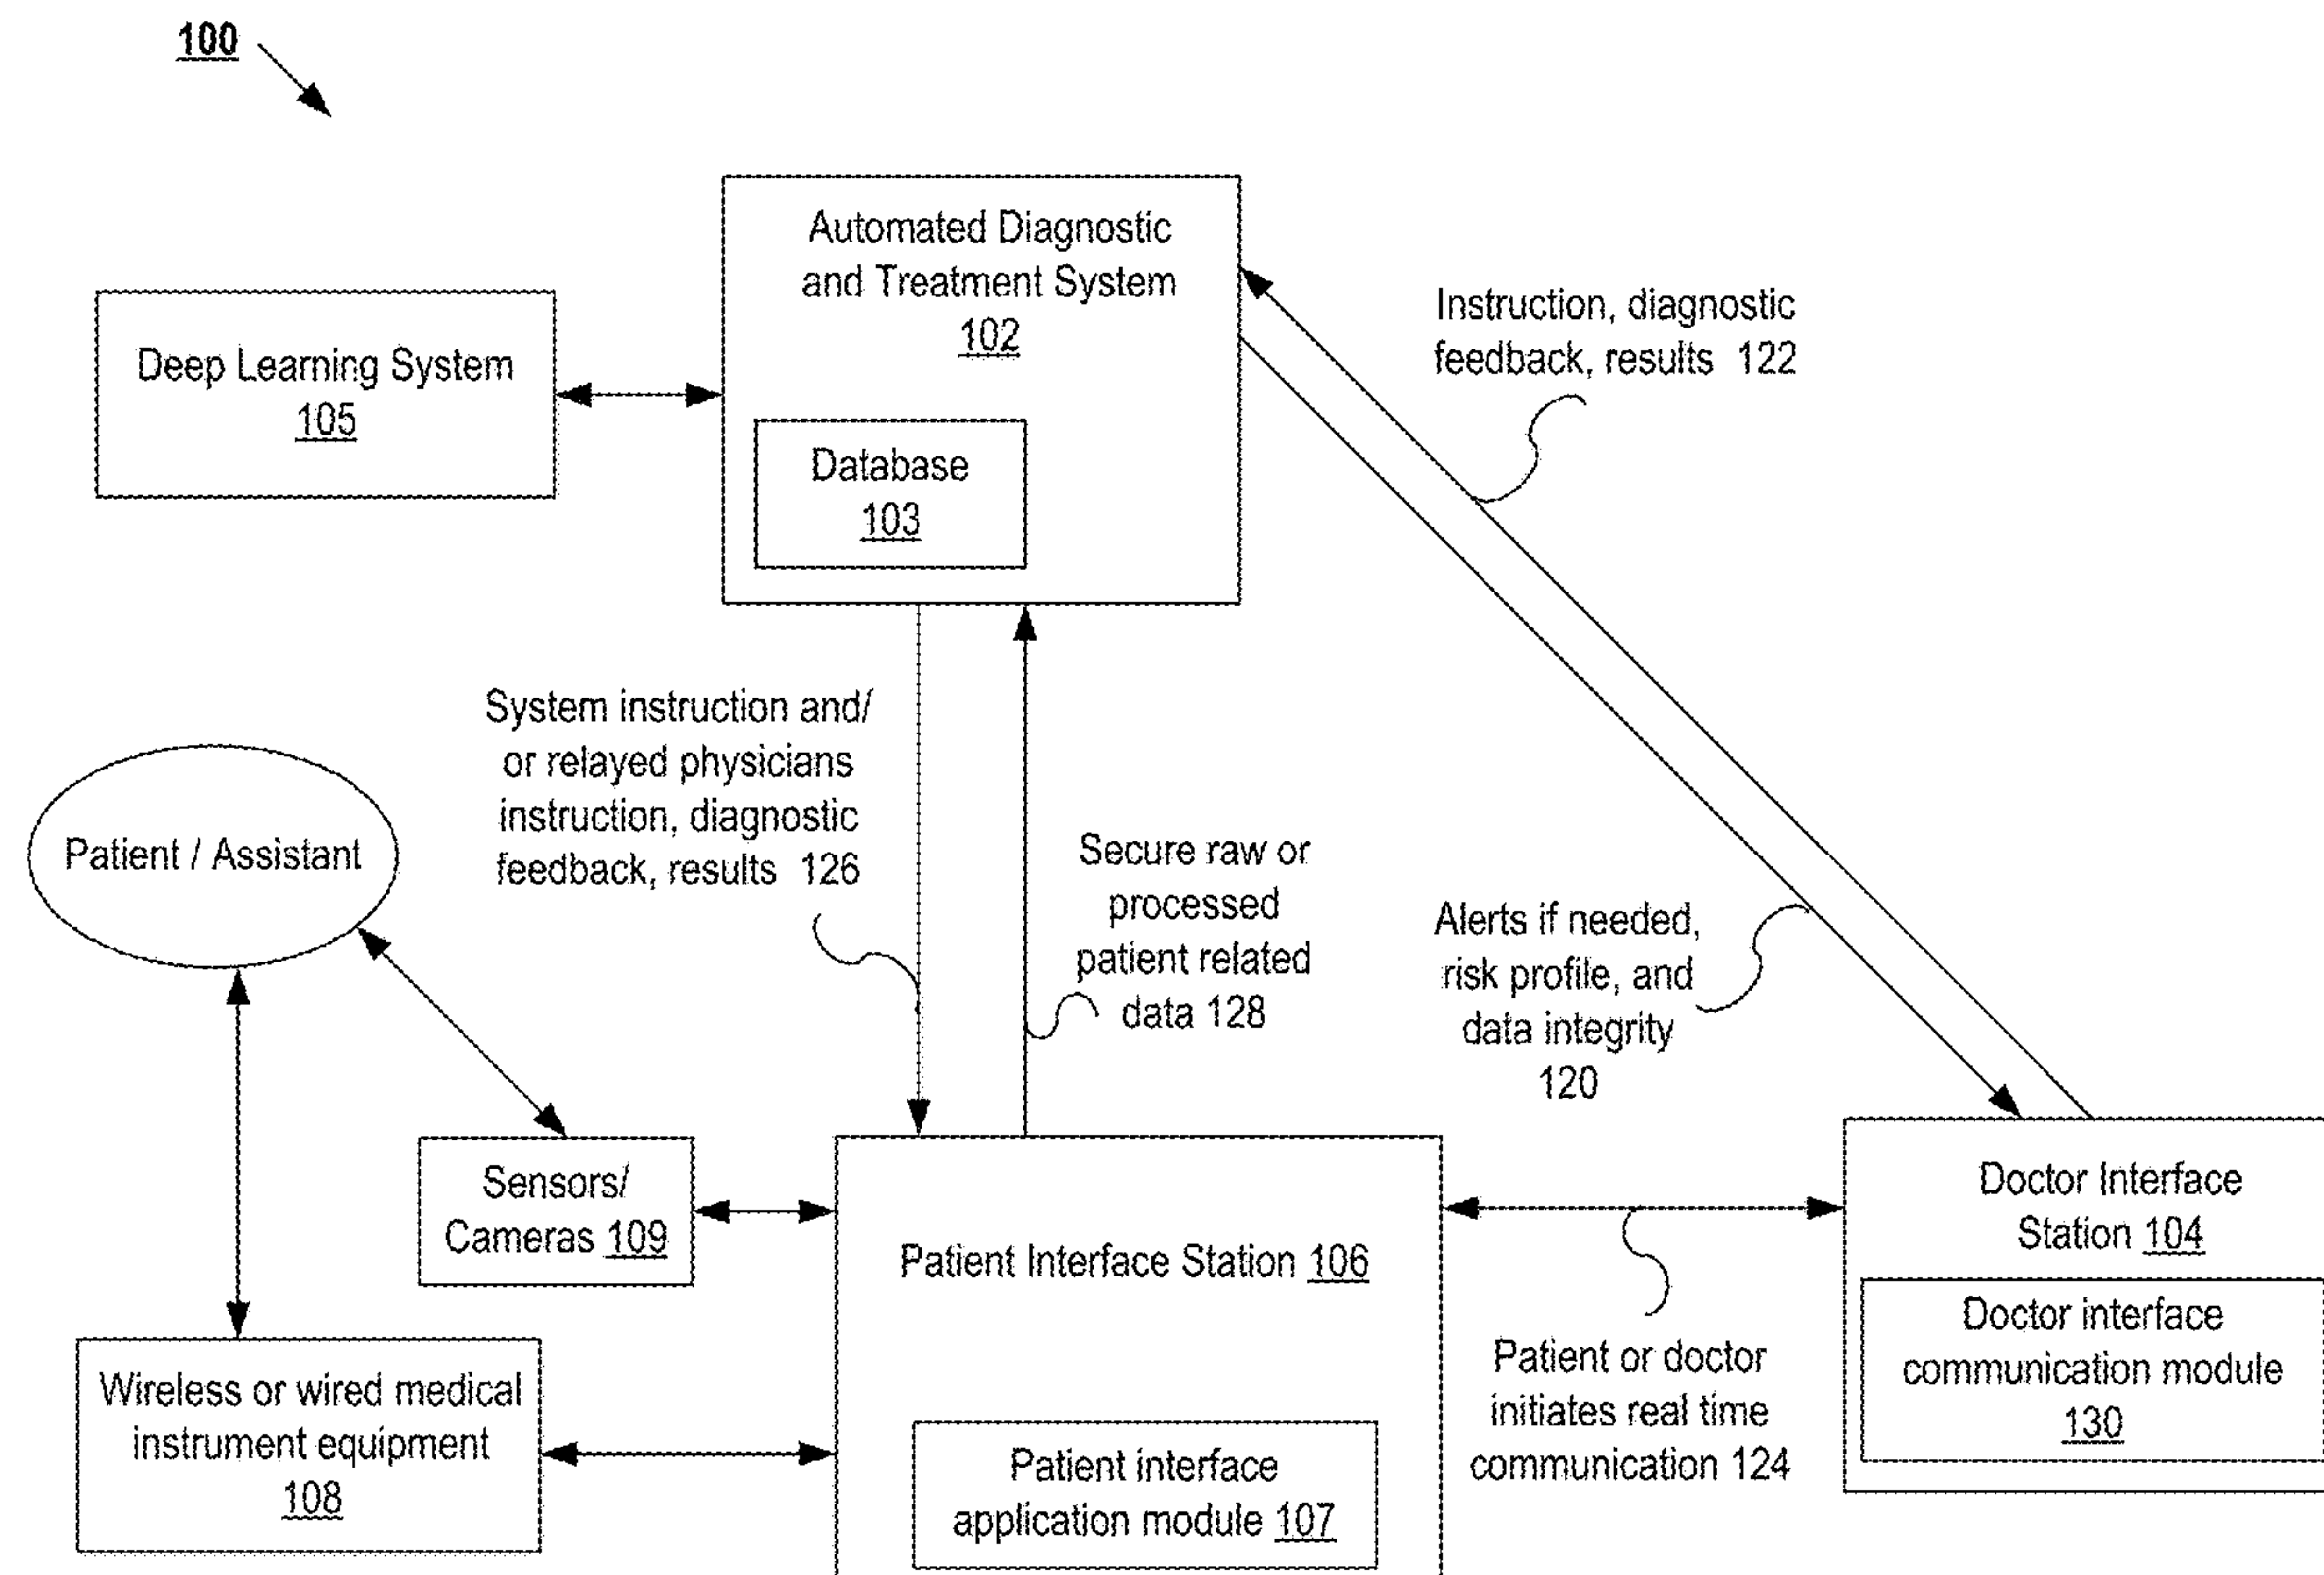 100
Automated Diagnostic
and Treatment System
102
Deep Learning System
105
Database
103
Instruction, diagnostic
feedback, results 122
System instruction and/
or relayed physicians
instruction, diagnostic
feedback, results 126
Patient / Assistant
Secure raw or
processed
patient related
data 128
Alerts if needed,
risk profile, and
data integrity
120
Sensors/
Cameras 109
Patient Interface Station 106
Doctor Interface
Station 104
Doctor interface
communication module
130
Wireless or wired medical
instrument equipment
108
Patient or doctor
initiates real time
communication 124
Patient interface
application module 107